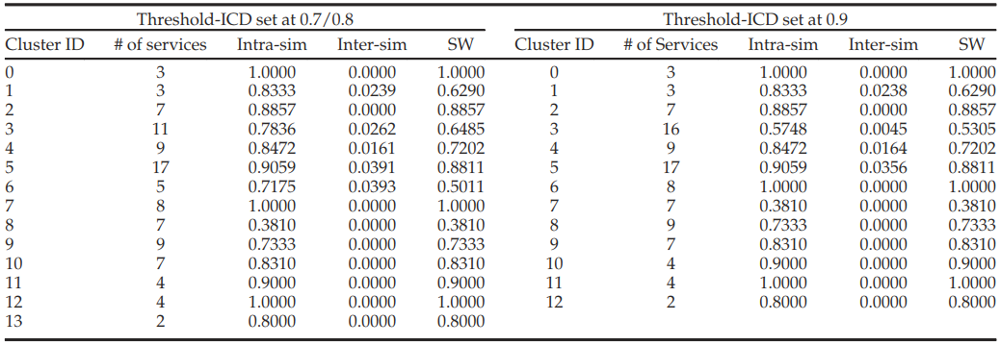 Threshold-ICD set at 0.7/0.8 Threshold-ICD set at 0.9
Cluster ID # of services Intra-sim Inter-sim SW Cluster ID # of Services Intra-sim Inter-sim SW
0 3 1.0000 0.0000 1.0000 0 3 1.0000 0.0000 1.0000
1 3 0.8333 0.0239 0.6290 1 3 0.8333 0.0238 0.6290
2 7 0.8857 0.0000 0.8857 2 7 0.8857 0.0000 0.8857
3 11 0.7836 0.0262 0.6485 3 16 0.5748 0.0045 0.5305
4 9 0.8472 0.0161 0.7202 4 9 0.8472 0.0164 0.7202
5 17 0.9059 0.0391 0.8811 5 17 0.9059 0.0356 0.8811
6 5 0.7175 0.0393 0.5011 6 8 1.0000 0.0000 1.0000
7 8 1.0000 0.0000 1.0000 7 7 0.3810 0.0000 0.3810
8 7 0.3810 0.0000 0.3810 8 9 0.7333 0.0000 0.7333
9 9 0.7333 0.0000 0.7333 9 7 0.8310 0.0000 0.8310
10 7 0.8310 0.0000 0.8310 10 4 0.9000 0.0000 0.9000
11 4 0.9000 0.0000 0.9000 11 4 1.0000 0.0000 1.0000
12 4 1.0000 0.0000 1.0000 12 2 0.8000 0.0000 0.8000
13 2 0.8000 0.0000 0.8000